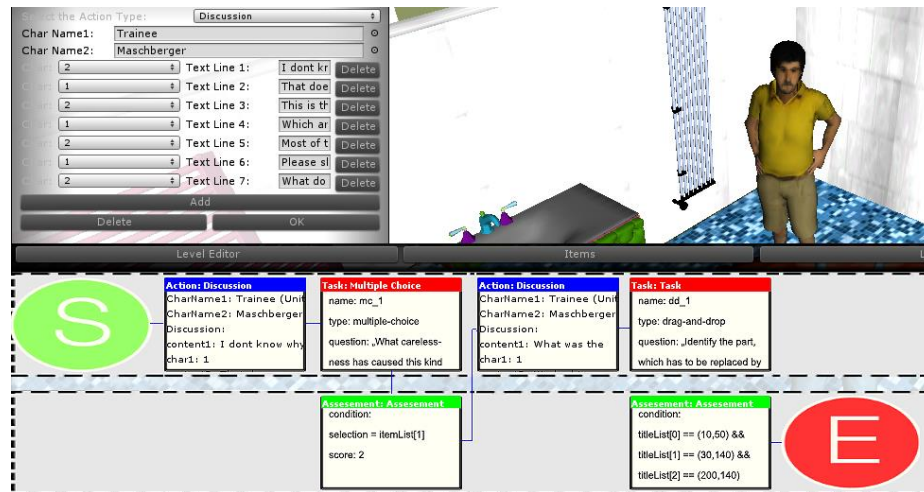 Select the Action Type: Discussion
Char Name1: Trainee
Char Name2: Maschberger
Char: 2 Text Line 1: I dont kr Delete
Char: 1 Text Line 2: That doe Delete
Char: 2 Text Line 3: This is th Delete
Char: 1 Text Line 4: Which ar Delete
Char: 2 Text Line 5: Most of t Delete
Char: 1 Text Line 6: Please sl Delete
Char: 2 Text Line 7: What do Delete
Add
Delete OK
Level Editor Items L
S
Action: Discussion
CharName1: Trainee (Unit
CharName2: Maschberger
Discussion:
content1: I dont know why
char1: 1
Task: Multiple Choice
name: mc_1
type: multiple-choice
question: „What careless-
ness has caused this kind
Action: Discussion
CharName1: Trainee (Unit
CharName2: Maschberger
Discussion:
content1: What was the
char1: 1
Task: Task
name: dd_1
type: drag-and-drop
question: „Identify the part,
which has to be replaced by
Assesement: Assesement
condition:
selection = itemList[1]
score: 2
Assesement: Assesement
condition:
titleList[0] == (10,50) &&
titleList[1] == (30,140) &&
titleList[2] == (200,140)
E